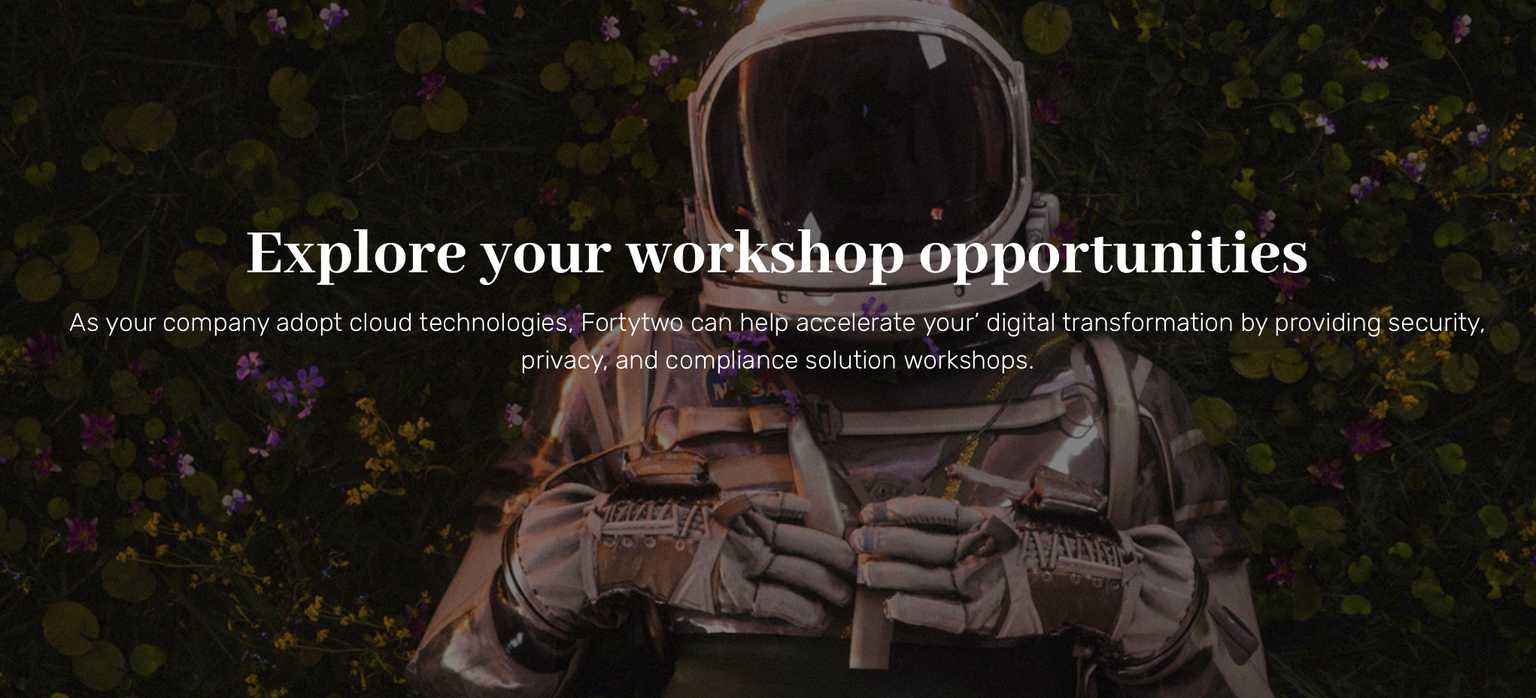 Explore your workshop opportunities
As your company adopt cloud technologies, Fortytwo can help accelerate your’ digital transformation by providing security,
privacy, and compliance solution workshops.
NASA